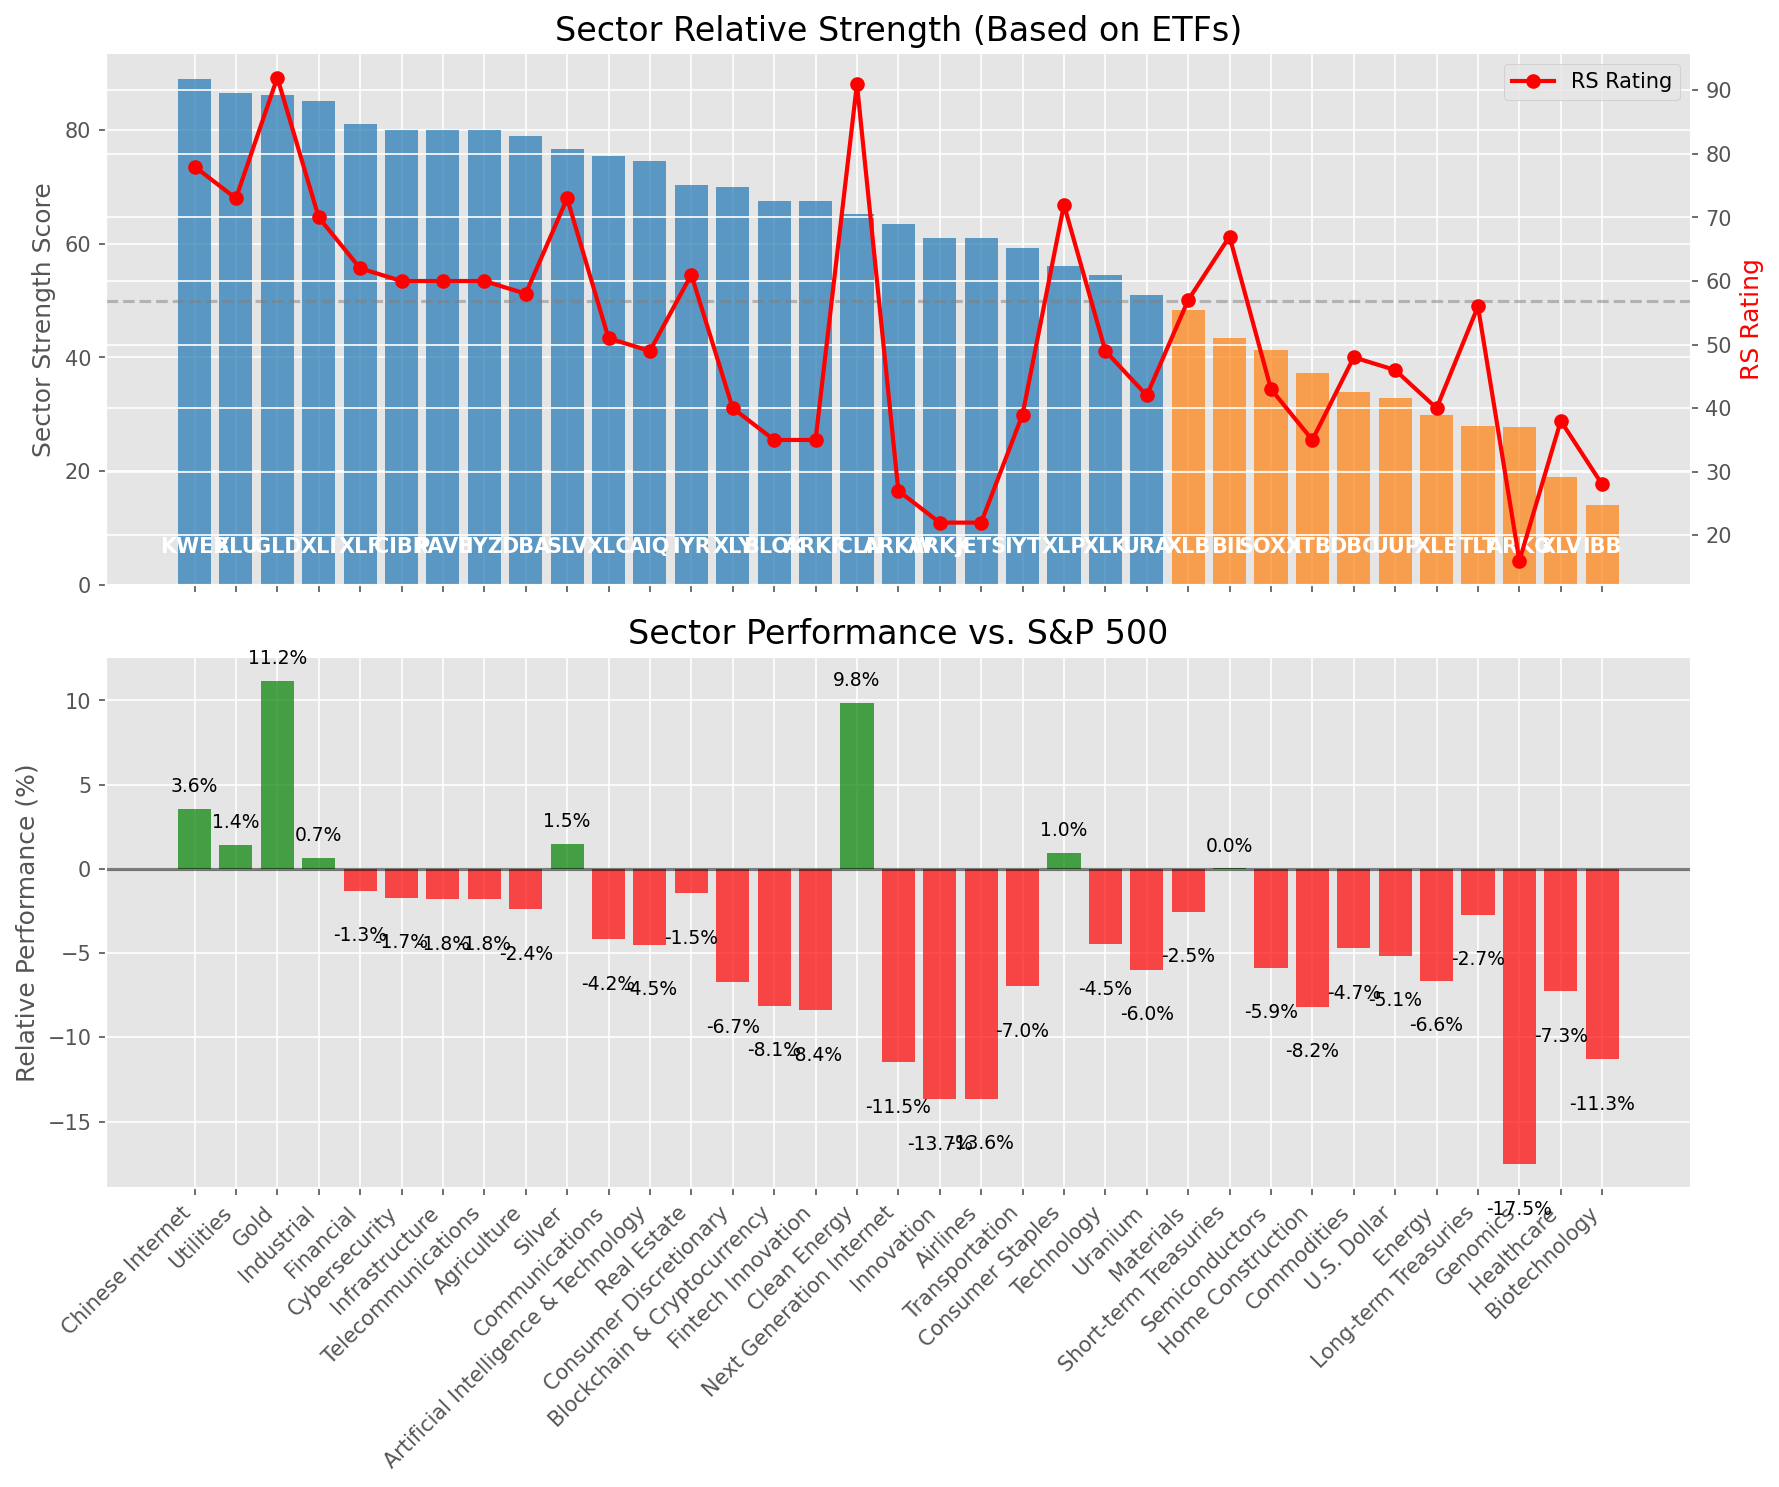 Sector Relative Strength (Based on ETFs)
RS Rating
Sector Strength Score
80
60
40
20
0
90
80
70
60
50
40
30
20
RS Rating
KWEB XLU GLD XLI XLF CIBR PAVE IYZ DBA SLV XLC AIQ IYR XLY BLOK ARKF ARKW ARKK JETS IYT XLP XLK URA XLB BIL SOXX ITB DBC UUP XLE TLT ARKG XLV IBB
Sector Performance vs. S&P 500
Relative Performance (%)
10
5
0
−5
−10
−15
3.6%
1.4%
11.2%
0.7%
-1.3%
-1.7%
-1.8%
-1.8%
-2.4%
1.5%
-4.2%
-4.5%
-1.5%
-6.7%
-8.1%
-8.4%
9.8%
-11.5%
-13.7%
-13.6%
-7.0%
1.0%
-4.5%
-6.0%
-2.5%
0.0%
-5.9%
-8.2%
-4.7%
-5.1%
-6.6%
-2.7%
-17.5%
-7.3%
-11.3%
Chinese Internet
Utilities
Gold
Industrial
Financial
Cybersecurity
Infrastructure
Telecommunications
Agriculture
Silver
Communications
Artificial Intelligence & Technology
Real Estate
Consumer Discretionary
Blockchain & Cryptocurrency
Fintech Innovation
Clean Energy
Next Generation Internet
Innovation
Airlines
Transportation
Consumer Staples
Technology
Uranium
Materials
Short-term Treasuries
Semiconductors
Home Construction
Commodities
U.S. Dollar
Energy
Long-term Treasuries
Genomics
Healthcare
Biotechnology